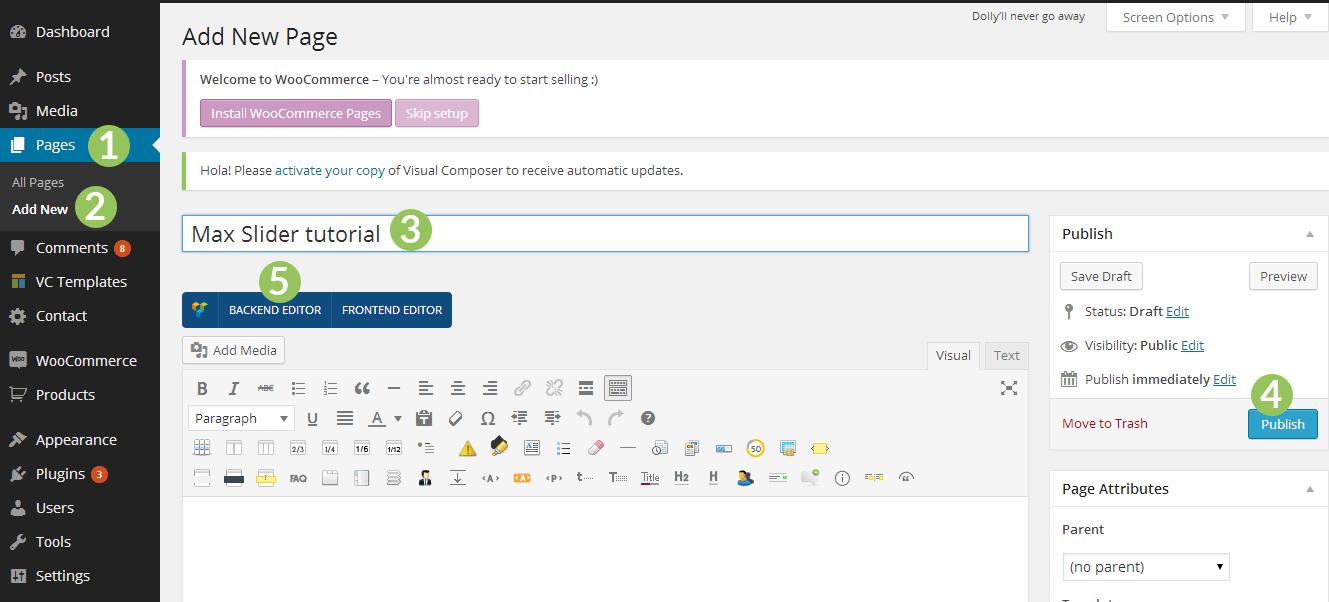 Dashboard
Posts
Media
Pages 1
All Pages
Add New 2
Comments 8
VC Templates
Contact
WooCommerce
Products
Appearance
Plugins 3
Users
Tools
Settings
Dolly'll never go away
Screen Options
Help
Add New Page
Welcome to WooCommerce – You're almost ready to start selling :)
Install WooCommerce Pages
Skip setup
Hola! Please activate your copy of Visual Composer to receive automatic updates.
Max Slider tutorial 3
5
BACKEND EDITOR
FRONTEND EDITOR
Add Media
Visual
Text
B I ABC
Paragraph U A Ω ?
2/3 1/4 1/6 1/12 50
FAQ <A> <A> <P> t T Title H2 H
Publish
Save Draft
Preview
Status: Draft Edit
Visibility: Public Edit
Publish immediately Edit
4
Move to Trash
Publish
Page Attributes
Parent
(no parent)